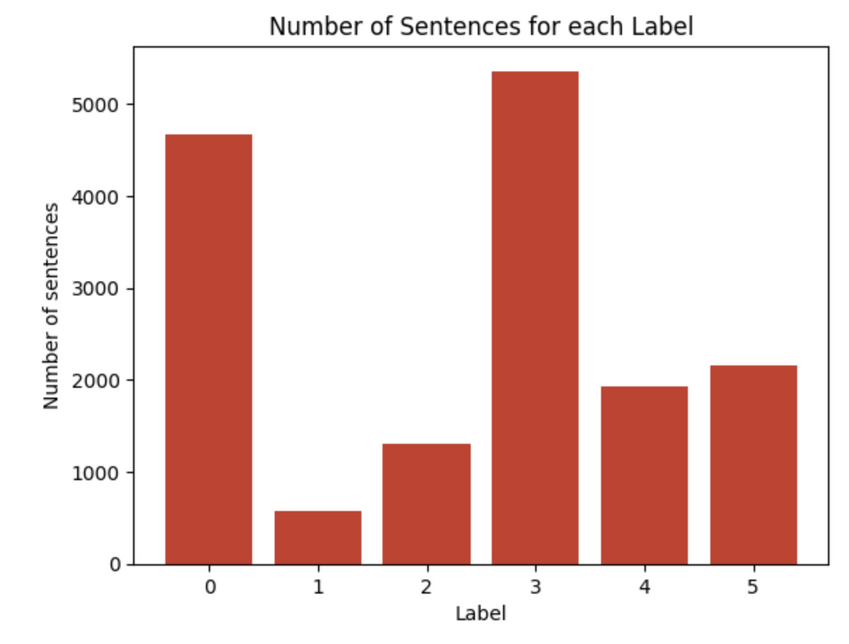 Number of Sentences for each Label
Number of sentences
5000
4000
3000
2000
1000
0
0 1 2 3 4 5
Label